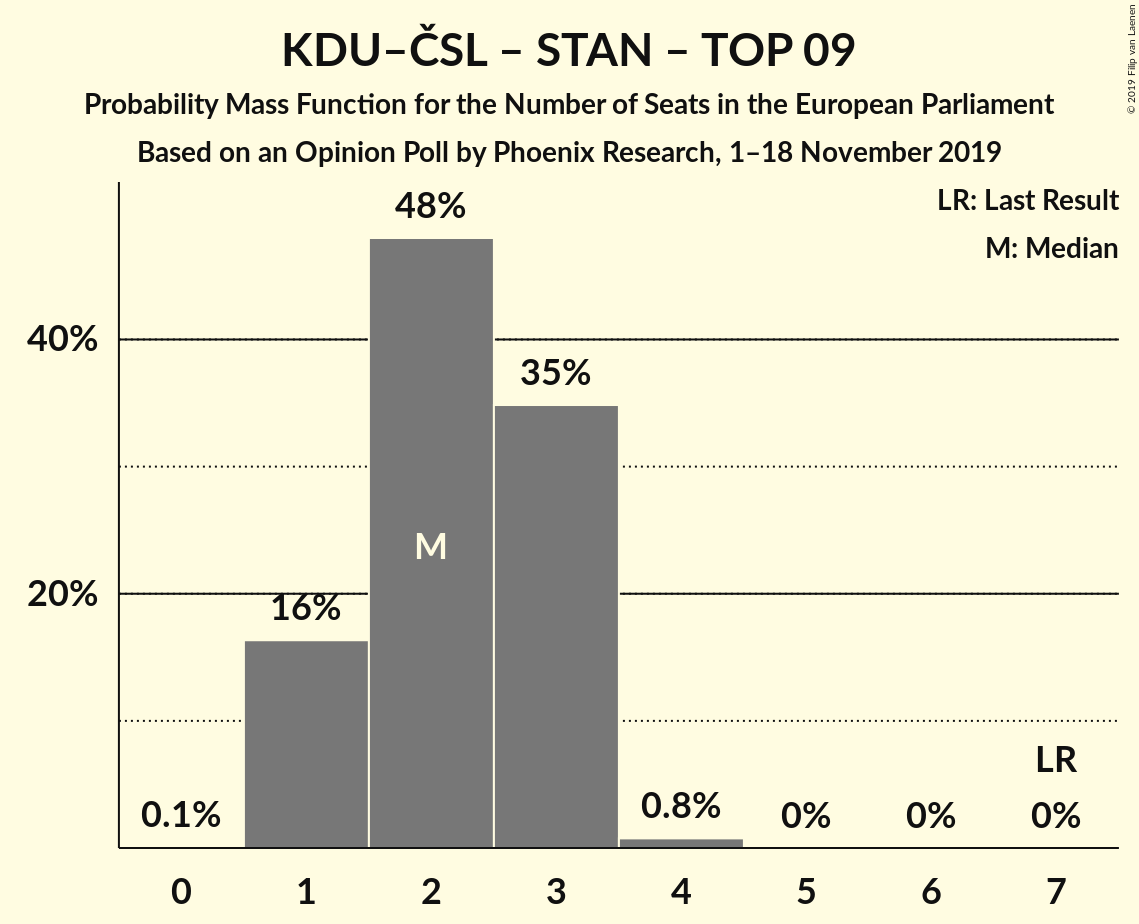 KDU–ČSL – STAN – TOP 09
Probability Mass Function for the Number of Seats in the European Parliament
Based on an Opinion Poll by Phoenix Research, 1–18 November 2019
© 2019 Filip van Laenen
LR: Last Result
M: Median
48%
40%
35%
M
20%
16%
LR
0.1%
0.8%
0%
0%
0%
0 1 2 3 4 5 6 7